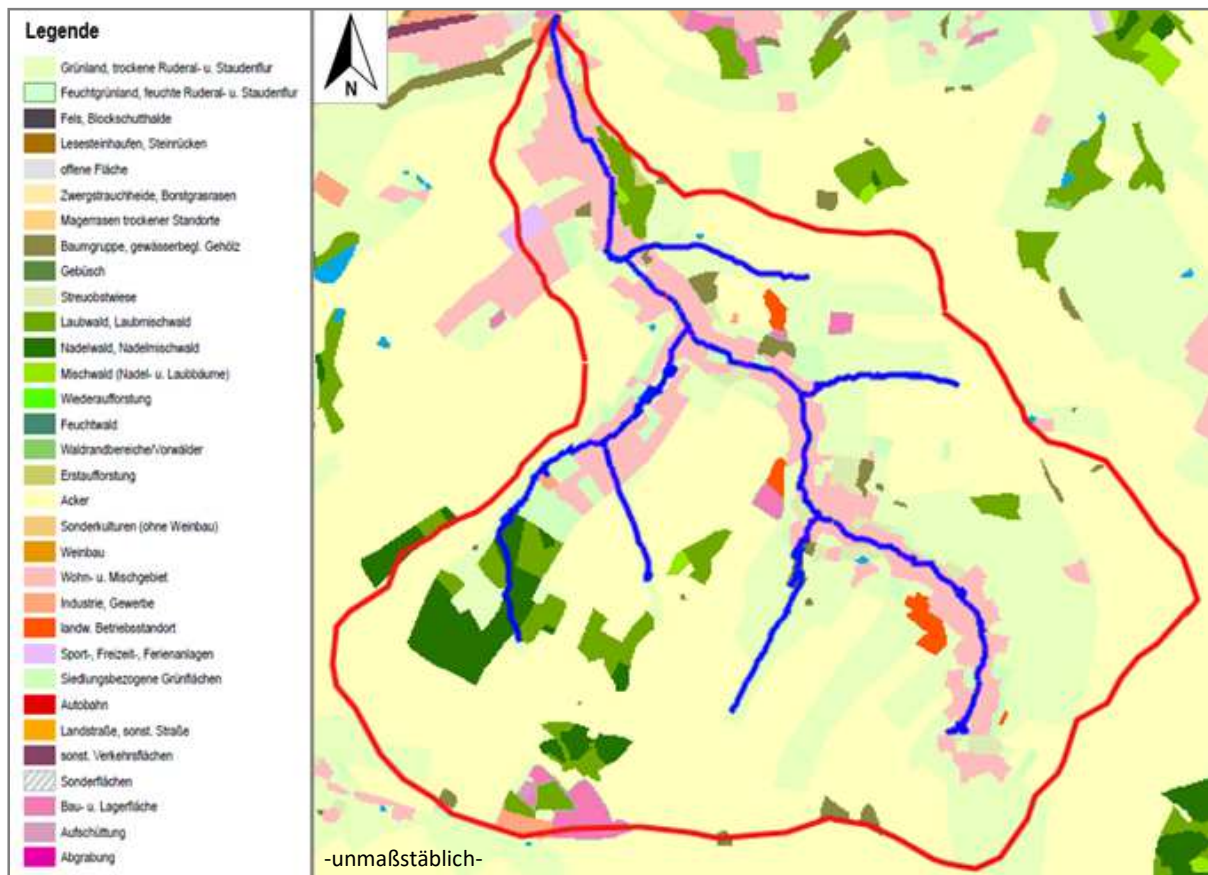 Legende
Grünland, trockene Ruderal- u. Staudenflur
Feuchtgrünland, feuchte Ruderal- u. Staudenflur
Fels, Blockschutthalde
Lesesteinhaufen, Steinrücken
offene Fläche
Zwergstrauchheide, Borstgrasrasen
Magerrasen trockener Standorte
Baumgruppe, gewässerbegl. Gehölz
Gebüsch
Streuobstwiese
Laubwald, Laubmischwald
Nadelwald, Nadelmischwald
Mischwald (Nadel- u. Laubbäume)
Wiederaufforstung
Feuchtwald
Waldrandbereiche/Vorwälder
Erstaufforstung
Acker
Sonderkulturen (ohne Weinbau)
Weinbau
Wohn- u. Mischgebiet
Industrie, Gewerbe
landw. Betriebsstandort
Sport-, Freizeit-, Ferienanlagen
Siedlungsbezogene Grünflächen
Autobahn
Landstraße, sonst. Straße
sonst. Verkehrsflächen
Sonderflächen
Bau- u. Lagerfläche
Aufschüttung
Abgrabung
N
-unmaßstäblich-